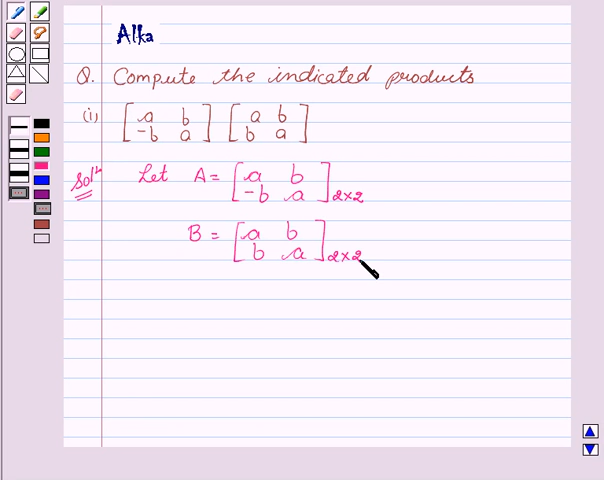 Alka
Q. Compute the indicated products
(i) [ a b [ a b
-b a ] b a ]
Solⁿ Let A = [ a b
-b a ]2×2
B = [ a b
b a ]2×2